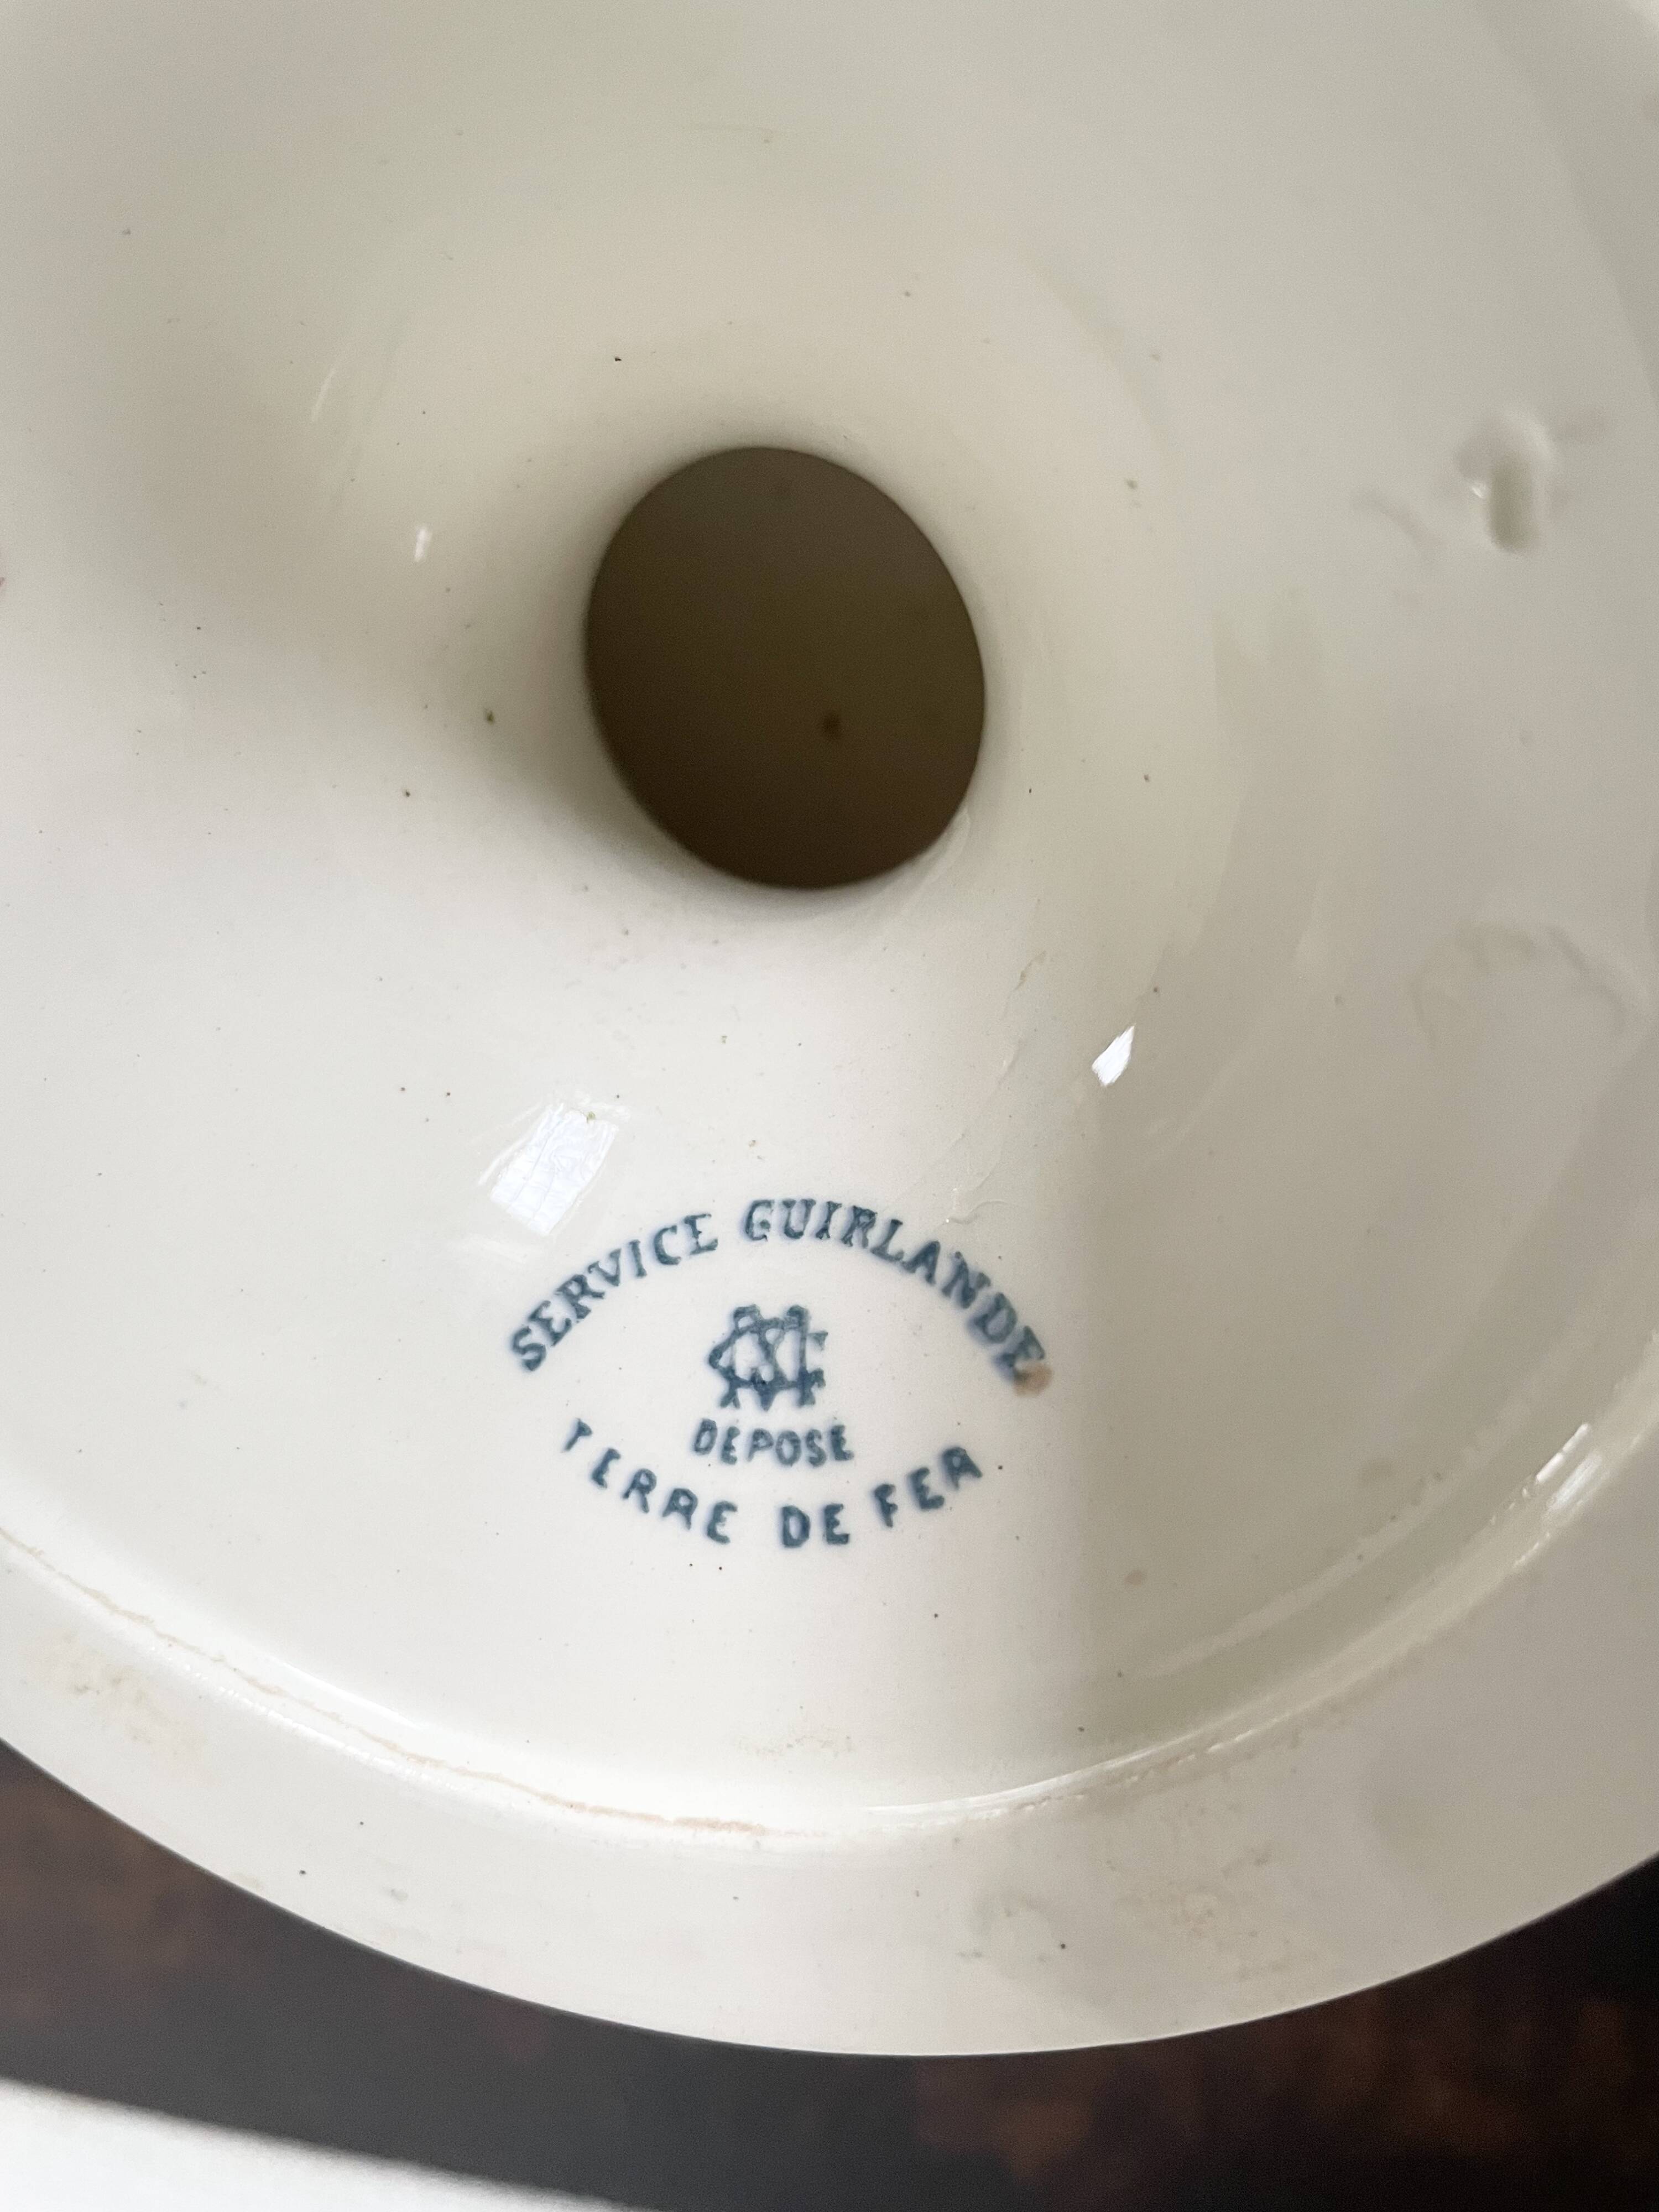 SERVICE GUIRLANDE
DEPOSE
TERRE DE FER